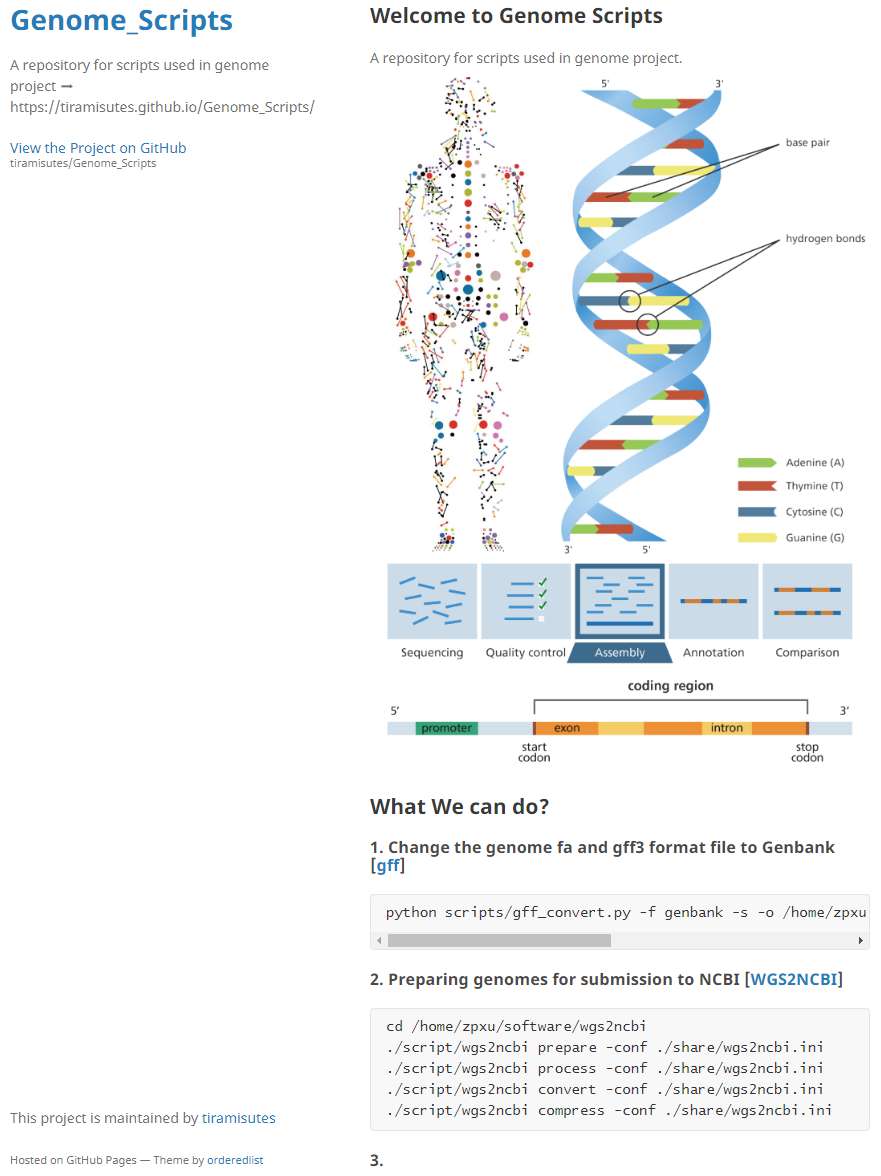 Genome_Scripts
A repository for scripts used in genome
project ➞
https://tiramisutes.github.io/Genome_Scripts/
View the Project on GitHub
tiramisutes/Genome_Scripts
This project is maintained by tiramisutes
Hosted on GitHub Pages — Theme by orderedlist
Welcome to Genome Scripts
A repository for scripts used in genome project.
5' 3'
base pair
hydrogen bonds
Adenine (A)
Thymine (T)
Cytosine (C)
Guanine (G)
3' 5'
Sequencing Quality control Assembly Annotation Comparison
coding region
5' 3'
promoter exon intron
start stop
codon codon
What We can do?
1. Change the genome fa and gff3 format file to Genbank
[gff]
python scripts/gff_convert.py -f genbank -s -o /home/zpxu
2. Preparing genomes for submission to NCBI [WGS2NCBI]
cd /home/zpxu/software/wgs2ncbi
./script/wgs2ncbi prepare -conf ./share/wgs2ncbi.ini
./script/wgs2ncbi process -conf ./share/wgs2ncbi.ini
./script/wgs2ncbi convert -conf ./share/wgs2ncbi.ini
./script/wgs2ncbi compress -conf ./share/wgs2ncbi.ini
3.